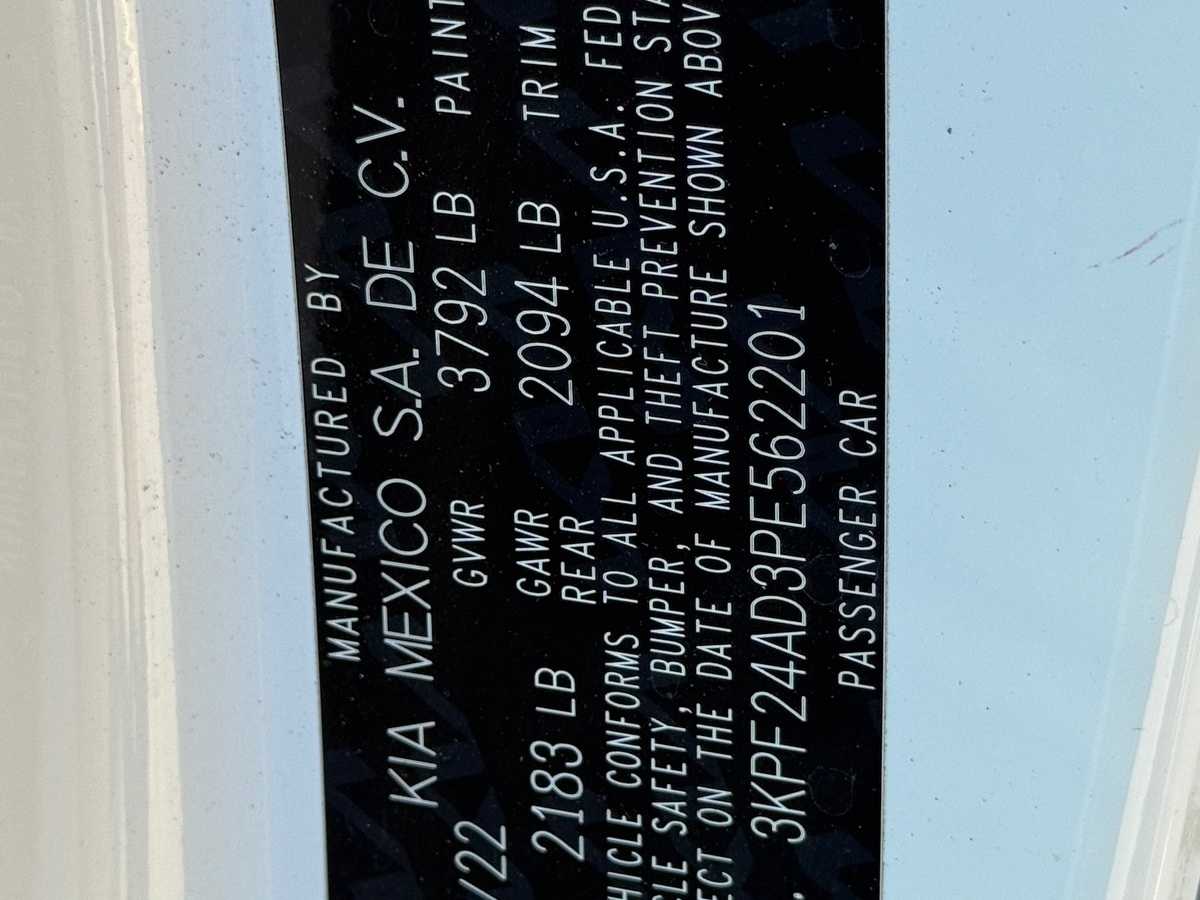 MANUFACTURED BY
KIA MEXICO S.A. DE C.V.
/22 GVWR 3792 LB PAINT
2183 LB GAWR REAR 2094 LB TRIM
HICLE CONFORMS TO ALL APPLICABLE U.S.A. FED
CLE SAFETY, BUMPER, AND THEFT PREVENTION STA
ECT ON THE DATE OF MANUFACTURE SHOWN ABOV
3KPF24AD3PE562201
PASSENGER CAR